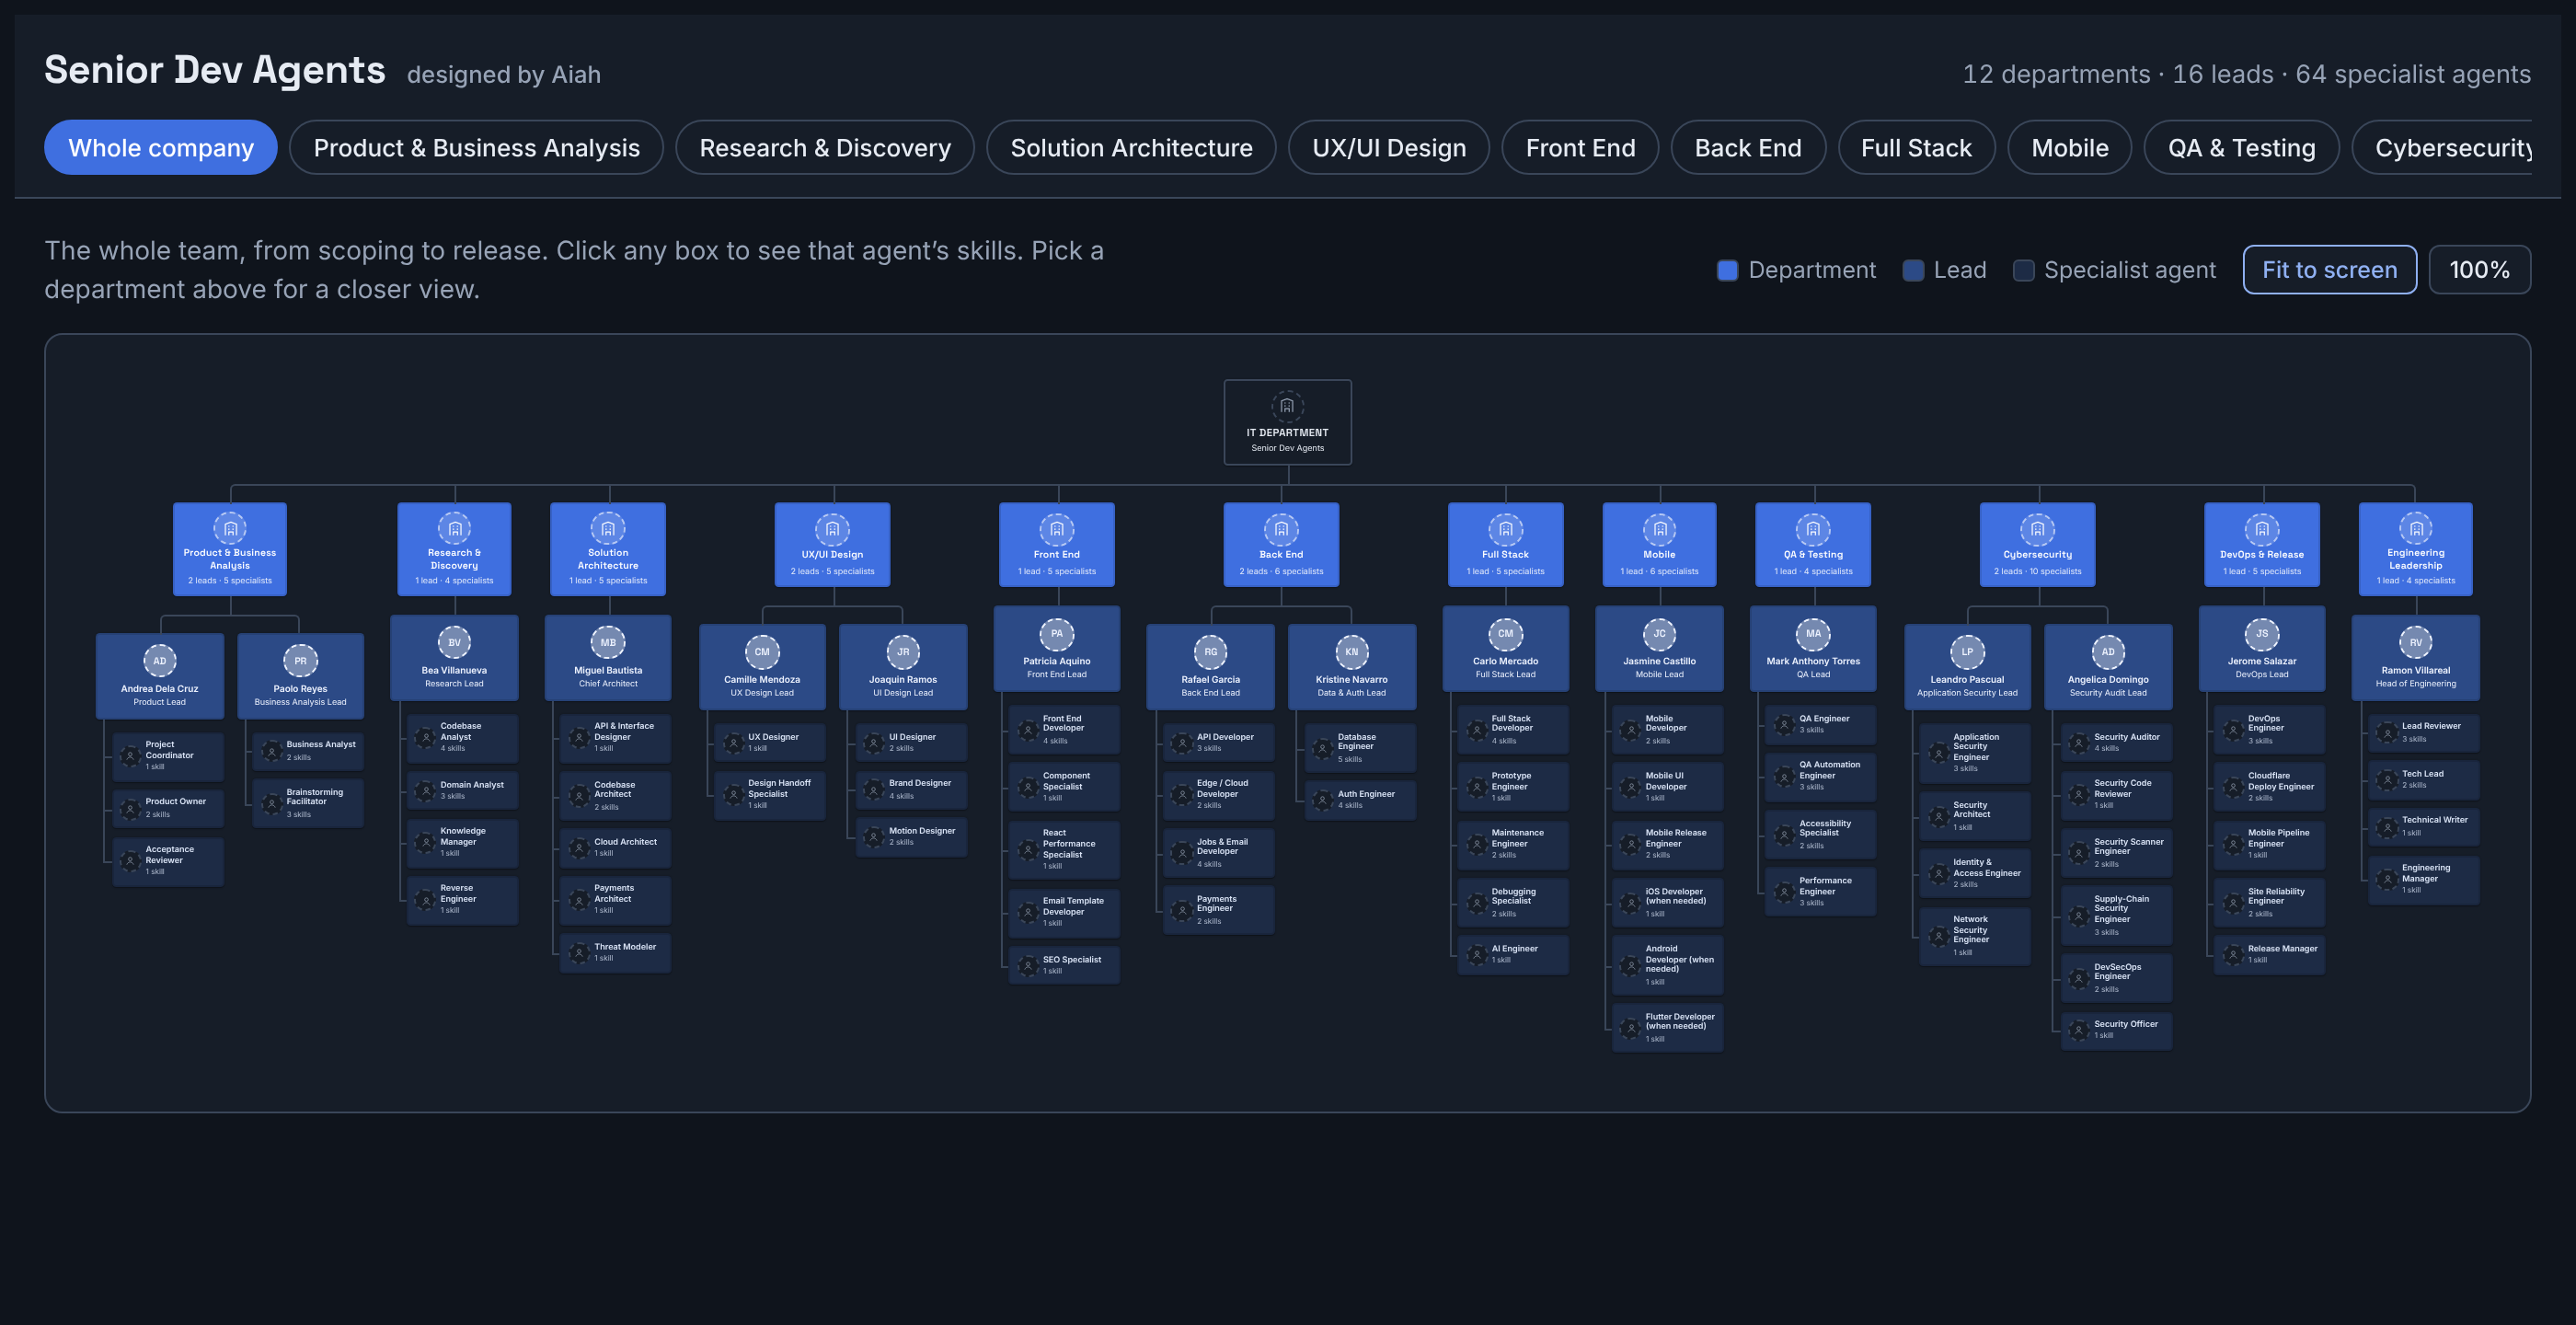 Senior Dev Agents designed by Aiah
12 departments · 16 leads · 64 specialist agents
Whole company
Product & Business Analysis
Research & Discovery
Solution Architecture
UX/UI Design
Front End
Back End
Full Stack
Mobile
QA & Testing
Cybersecurity
The whole team, from scoping to release. Click any box to see that agent’s skills. Pick a
department above for a closer view.
Department
Lead
Specialist agent
Fit to screen
100%
IT DEPARTMENT
Senior Dev Agents
Product & Business
Analysis
2 leads · 5 specialists
AD
Andrea Dela Cruz
Product Lead
Project
Coordinator
1 skill
Product Owner
2 skills
Acceptance
Reviewer
1 skill
PR
Paolo Reyes
Business Analysis Lead
Business Analyst
2 skills
Brainstorming
Facilitator
3 skills
Research &
Discovery
1 lead · 4 specialists
BV
Bea Villanueva
Research Lead
Codebase
Analyst
4 skills
Domain Analyst
3 skills
Knowledge
Manager
1 skill
Reverse
Engineer
1 skill
Solution
Architecture
1 lead · 5 specialists
MB
Miguel Bautista
Chief Architect
API & Interface
Designer
1 skill
Codebase
Architect
2 skills
Cloud Architect
1 skill
Payments
Architect
1 skill
Threat Modeler
1 skill
UX/UI Design
2 leads · 5 specialists
CM
Camille Mendoza
UX Design Lead
UX Designer
1 skill
Design Handoff
Specialist
1 skill
JR
Joaquin Ramos
UI Design Lead
UI Designer
2 skills
Brand Designer
4 skills
Motion Designer
2 skills
Front End
1 lead · 5 specialists
PA
Patricia Aquino
Front End Lead
Front End
Developer
4 skills
Component
Specialist
1 skill
React
Performance
Specialist
1 skill
Email Template
Developer
1 skill
SEO Specialist
1 skill
Back End
2 leads · 6 specialists
RG
Rafael Garcia
Back End Lead
API Developer
3 skills
Edge / Cloud
Developer
2 skills
Jobs & Email
Developer
4 skills
Payments
Engineer
2 skills
KN
Kristine Navarro
Data & Auth Lead
Database
Engineer
5 skills
Auth Engineer
4 skills
Full Stack
1 lead · 5 specialists
CM
Carlo Mercado
Full Stack Lead
Full Stack
Developer
4 skills
Prototype
Engineer
1 skill
Maintenance
Engineer
2 skills
Debugging
Specialist
2 skills
AI Engineer
1 skill
Mobile
1 lead · 6 specialists
JC
Jasmine Castillo
Mobile Lead
Mobile
Developer
2 skills
Mobile UI
Developer
1 skill
Mobile Release
Engineer
2 skills
iOS Developer
(when needed)
1 skill
Android
Developer (when
needed)
1 skill
Flutter Developer
(when needed)
1 skill
QA & Testing
1 lead · 4 specialists
MA
Mark Anthony Torres
QA Lead
QA Engineer
3 skills
QA Automation
Engineer
3 skills
Accessibility
Specialist
2 skills
Performance
Engineer
3 skills
Cybersecurity
2 leads · 10 specialists
LP
Leandro Pascual
Application Security Lead
Application
Security
Engineer
3 skills
Security
Architect
1 skill
Identity &
Access Engineer
2 skills
Network
Security
Engineer
1 skill
AD
Angelica Domingo
Security Audit Lead
Security Auditor
4 skills
Security Code
Reviewer
1 skill
Security Scanner
Engineer
2 skills
Supply-Chain
Security
Engineer
3 skills
DevSecOps
Engineer
2 skills
Security Officer
1 skill
DevOps & Release
1 lead · 5 specialists
JS
Jerome Salazar
DevOps Lead
DevOps
Engineer
3 skills
Cloudflare
Deploy Engineer
2 skills
Mobile Pipeline
Engineer
1 skill
Site Reliability
Engineer
2 skills
Release Manager
1 skill
Engineering
Leadership
1 lead · 4 specialists
RV
Ramon Villareal
Head of Engineering
Lead Reviewer
3 skills
Tech Lead
2 skills
Technical Writer
1 skill
Engineering
Manager
1 skill